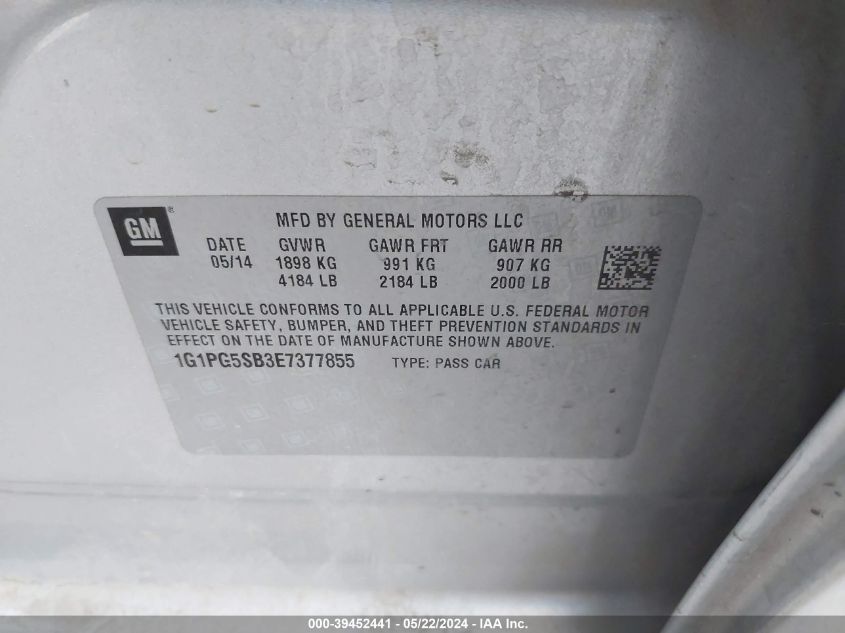 GM®
MFD BY GENERAL MOTORS LLC
DATE GVWR GAWR FRT GAWR RR
05/14 1898 KG 991 KG 907 KG
4184 LB 2184 LB 2000 LB
THIS VEHICLE CONFORMS TO ALL APPLICABLE U.S. FEDERAL MOTOR
VEHICLE SAFETY, BUMPER, AND THEFT PREVENTION STANDARDS IN
EFFECT ON THE DATE OF MANUFACTURE SHOWN ABOVE.
1G1PG5SB3E7377855 TYPE: PASS CAR
000-39452441 - 05/22/2024 - IAA Inc.